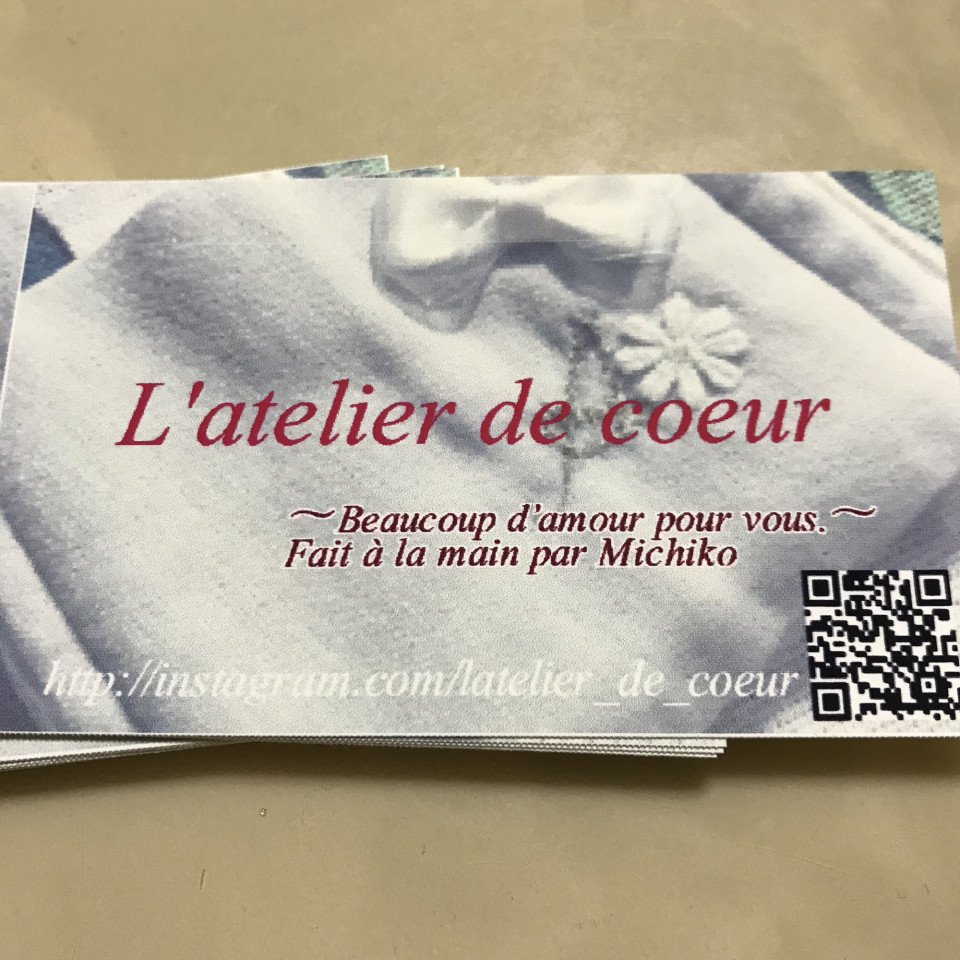 L'atelier de coeur
～Beaucoup d'amour pour vous.～
Fait à la main par Michiko
http://instagram.com/latelier_de_coeur